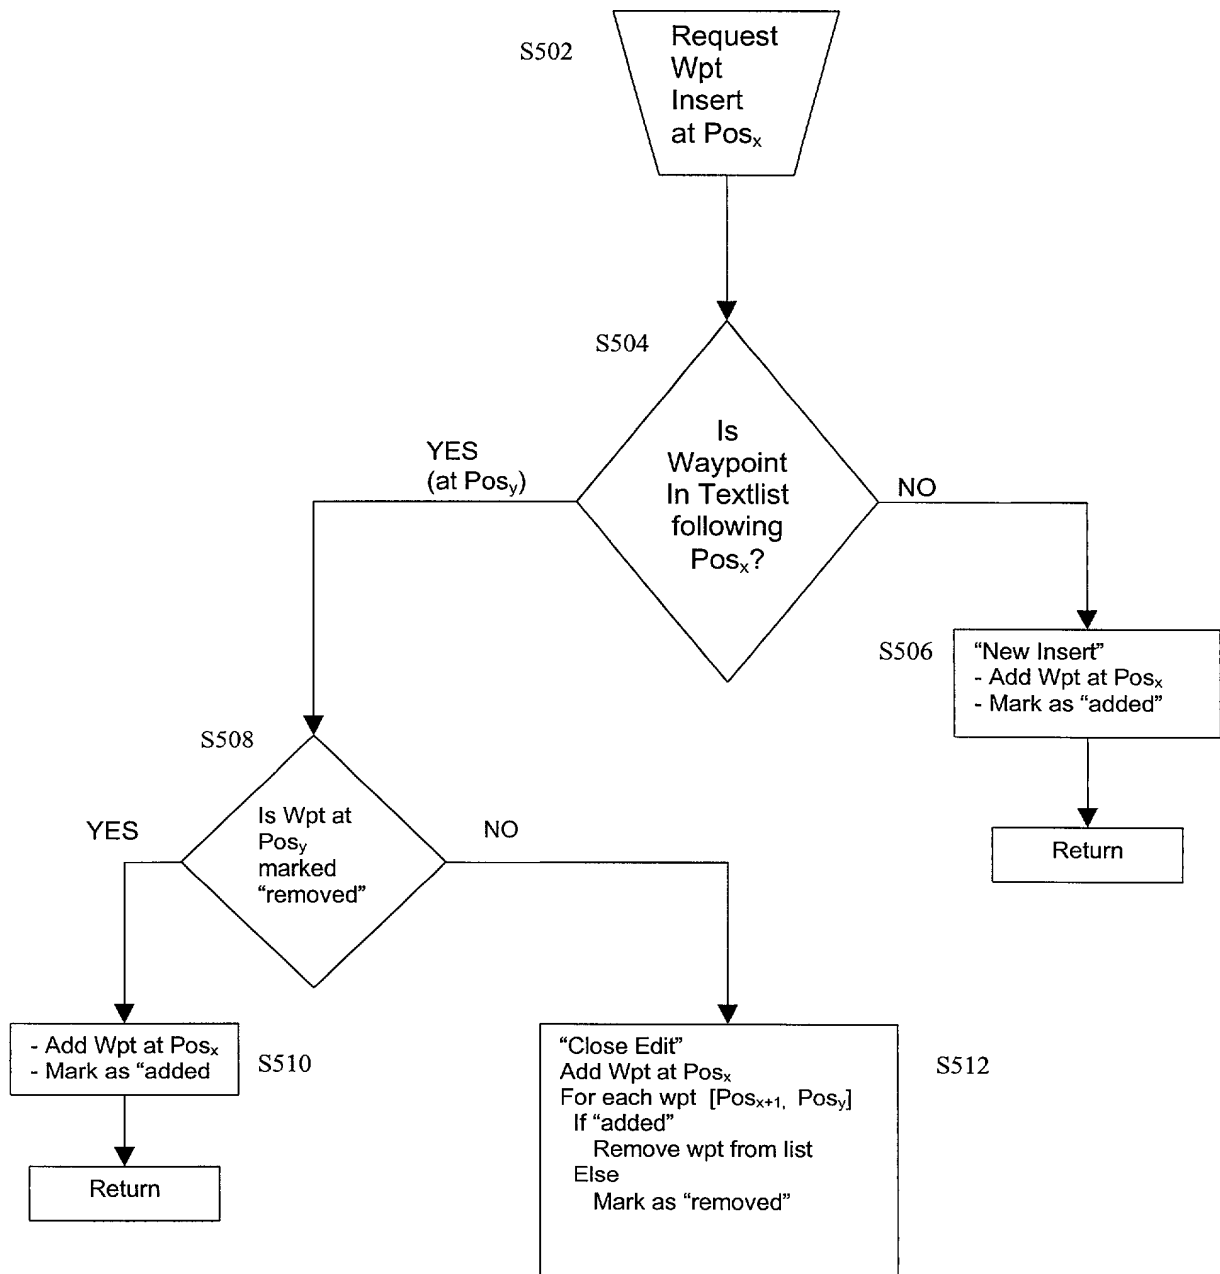 S502
Request
Wpt
Insert
at Posx
S504
Is
Waypoint
In Textlist
following
Posx?
YES
(at Posy)
NO
S506
“New Insert”
- Add Wpt at Posx
- Mark as “added”
Return
S508
Is Wpt at
Posy
marked
“removed”
YES
NO
- Add Wpt at Posx
- Mark as “added
S510
Return
“Close Edit”
Add Wpt at Posx
For each wpt [Posx+1, Posy]
If “added”
Remove wpt from list
Else
Mark as “removed”
S512